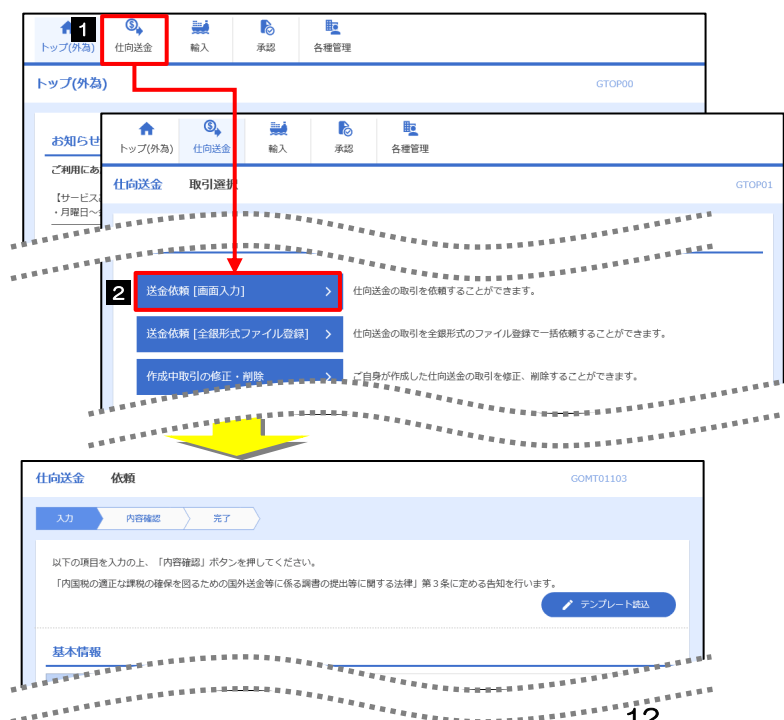 1
トップ(外為) 仕向送金 輸入 承認 各種管理
トップ(外為) GTOP00
お知らせ
ご利用にあ
【サービス
・月曜日～
トップ(外為) 仕向送金 輸入 承認 各種管理
仕向送金 取引選択 GTOP01
2 送金依頼 [画面入力] 仕向送金の取引を依頼することができます。
送金依頼 [全銀形式ファイル登録] 仕向送金の取引を全銀形式のファイル登録で一括依頼することができます。
作成中取引の修正・削除 ご自身が作成した仕向送金の取引を修正、削除することができます。
仕向送金 依頼 GOMT01103
入力 内容確認 完了
以下の項目を入力の上、「内容確認」ボタンを押してください。
「内国税の適正な課税の確保を図るための国外送金等に係る調書の提出等に関する法律」第３条に定める告知を行います。
テンプレート読込
基本情報
12